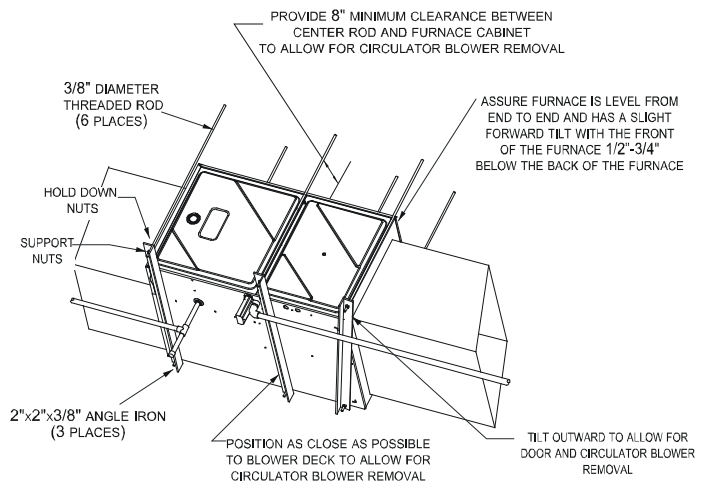 PROVIDE 8" MINIMUM CLEARANCE BETWEEN
CENTER ROD AND FURNACE CABINET
TO ALLOW FOR CIRCULATOR BLOWER REMOVAL
3/8" DIAMETER
THREADED ROD
(6 PLACES)
ASSURE FURNACE IS LEVEL FROM
END TO END AND HAS A SLIGHT
FORWARD TILT WITH THE FRONT
OF THE FURNACE 1/2"-3/4"
BELOW THE BACK OF THE FURNACE
HOLD DOWN
NUTS
SUPPORT
NUTS
2"x2"x3/8" ANGLE IRON
(3 PLACES)
POSITION AS CLOSE AS POSSIBLE
TO BLOWER DECK TO ALLOW FOR
CIRCULATOR BLOWER REMOVAL
TILT OUTWARD TO ALLOW FOR
DOOR AND CIRCULATOR BLOWER
REMOVAL